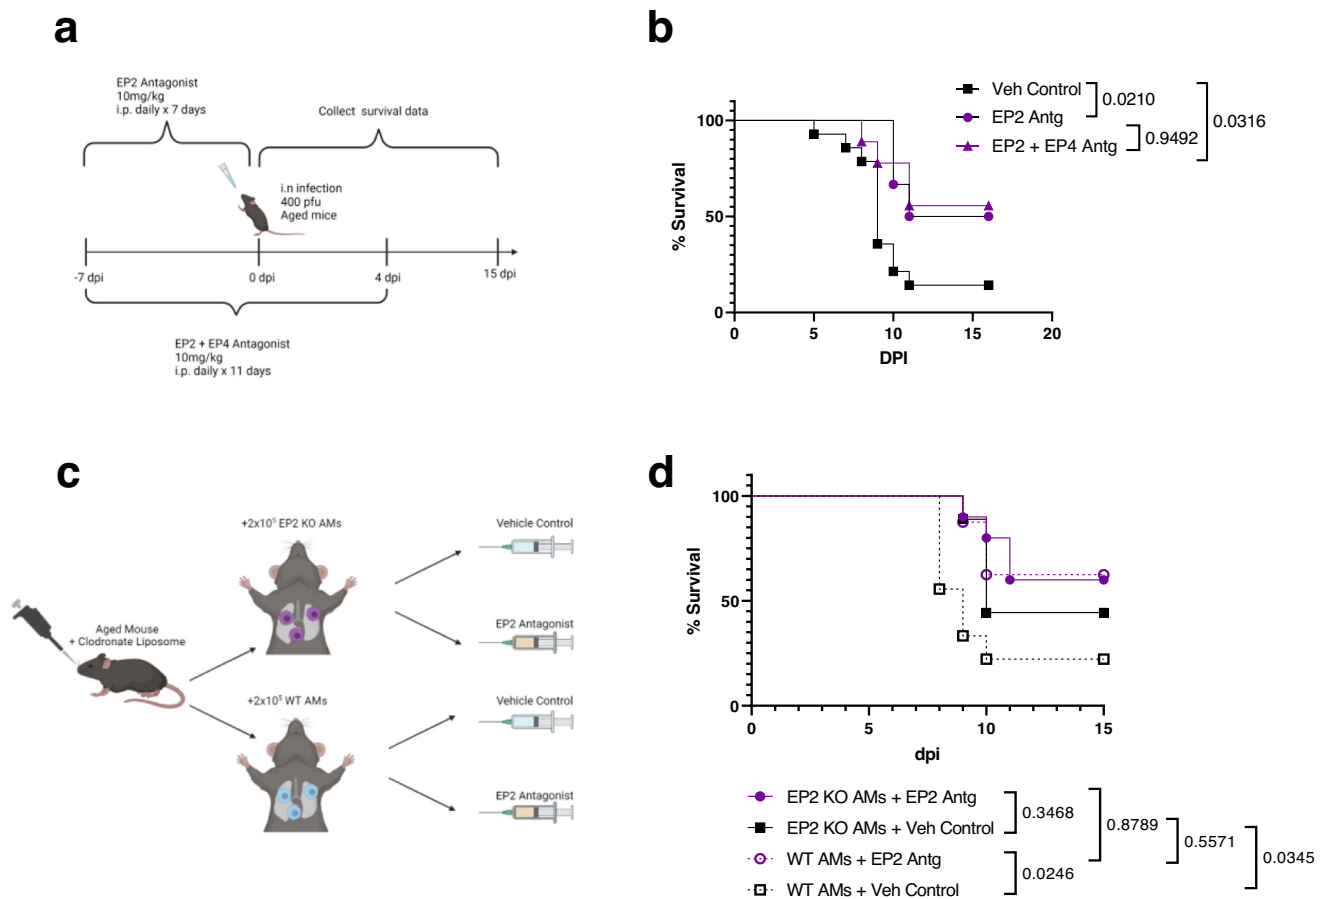 a
EP2 Antagonist
10mg/kg
i.p. daily x 7 days
Collect survival data
i.n infection
400 pfu
Aged mice
-7 dpi
0 dpi
4 dpi
15 dpi
EP2 + EP4 Antagonist
10mg/kg
i.p. daily x 11 days
b
Veh Control
EP2 Antg
EP2 + EP4 Antg
0.0210
0.9492
0.0316
% Survival
100
50
0
0
5
10
15
20
DPI
c
Aged Mouse
+ Clodronate Liposome
+2x10⁵ EP2 KO AMs
+2x10⁵ WT AMs
Vehicle Control
EP2 Antagonist
Vehicle Control
EP2 Antagonist
d
% Survival
100
50
0
0
5
10
15
dpi
EP2 KO AMs + EP2 Antg
EP2 KO AMs + Veh Control
WT AMs + EP2 Antg
WT AMs + Veh Control
0.3468
0.0246
0.8789
0.5571
0.0345